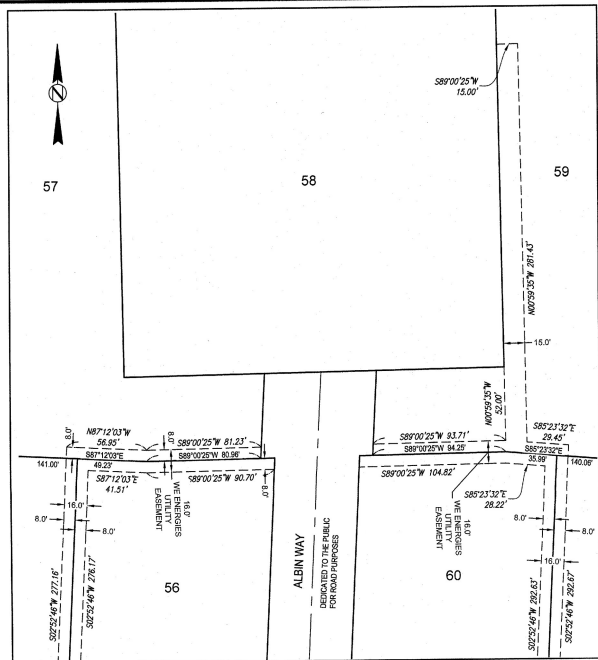 S89°00'25"W
15.00'
N
57
58
59
N00°59'35"W 281.43'
15.0'
N00°59'35"W
52.00'
N87°12'03"W
56.95'
8.0'
8.0'
S89°00'25"W 81.23'
S89°00'25"W 93.71'
S85°23'32"E
29.45'
141.00'
S87°12'03"E
49.23'
S89°00'25"W 80.96'
S89°00'25"W 94.25'
S85°23'32"E
35.99'
140.06'
S87°12'03"E
41.51'
S89°00'25"W 90.70'
8.0'
S89°00'25"W 104.82'
S85°23'32"E
28.22'
16.0'
WE ENERGIES
UTILITY
EASEMENT
16.0'
WE ENERGIES
UTILITY
EASEMENT
16.0'
8.0'
8.0'
8.0'
8.0'
16.0'
ALBIN WAY
DEDICATED TO THE PUBLIC
FOR ROAD PURPOSES
56
60
S02°52'46"W 277.16'
S02°52'46"W 276.17'
S02°52'46"W 292.63'
S02°52'46"W 292.67'